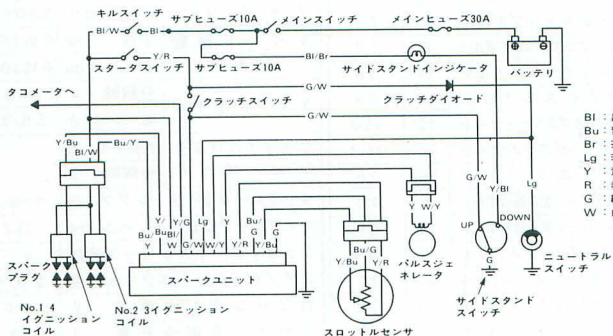 キルスイッチ
サブヒューズ10A
メインスイッチ
メインヒューズ30A
Bl/W
Bl
Y/R
Bl/Br
スタータスイッチ
サブヒューズ10A
サイドスタンドインジケータ
バッテリ
G/W
タコメータへ
クラッチスイッチ
クラッチダイオード
G/W
Bl :
Bu :
Br :
Lg :
Y :
R :
G :
W :
Y/Bu
Bl/W
Bu/Y
G/W
Y/Bl
Lg
Y W/Y
UP
DOWN
Bu/Y
Y/Bu
Bl/W
Y/G
G/W
Lg
W/Y
Y
Y/R
Bu/G
Y/Bu
G
Bu/G
Y/Bu
Y/R
G
スパークプラグ
スパークユニット
パルスジェネレータ
ニュートラルスイッチ
サイドスタンドスイッチ
No.1 4イグニッションコイル
No.2 3イグニッションコイル
スロットルセンサ